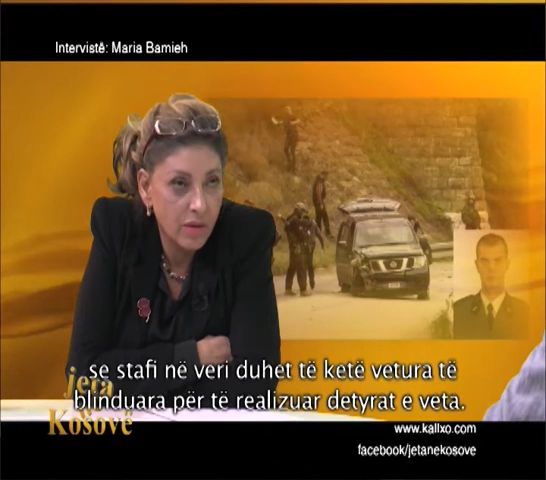 Intervistë: Maria Bamieh
se stafi në veri duhet të ketë vetura të
blinduara për të realizuar detyrat e veta.
jeta
në Kosovë
www.kallxo.com
facebook/jetanekosove